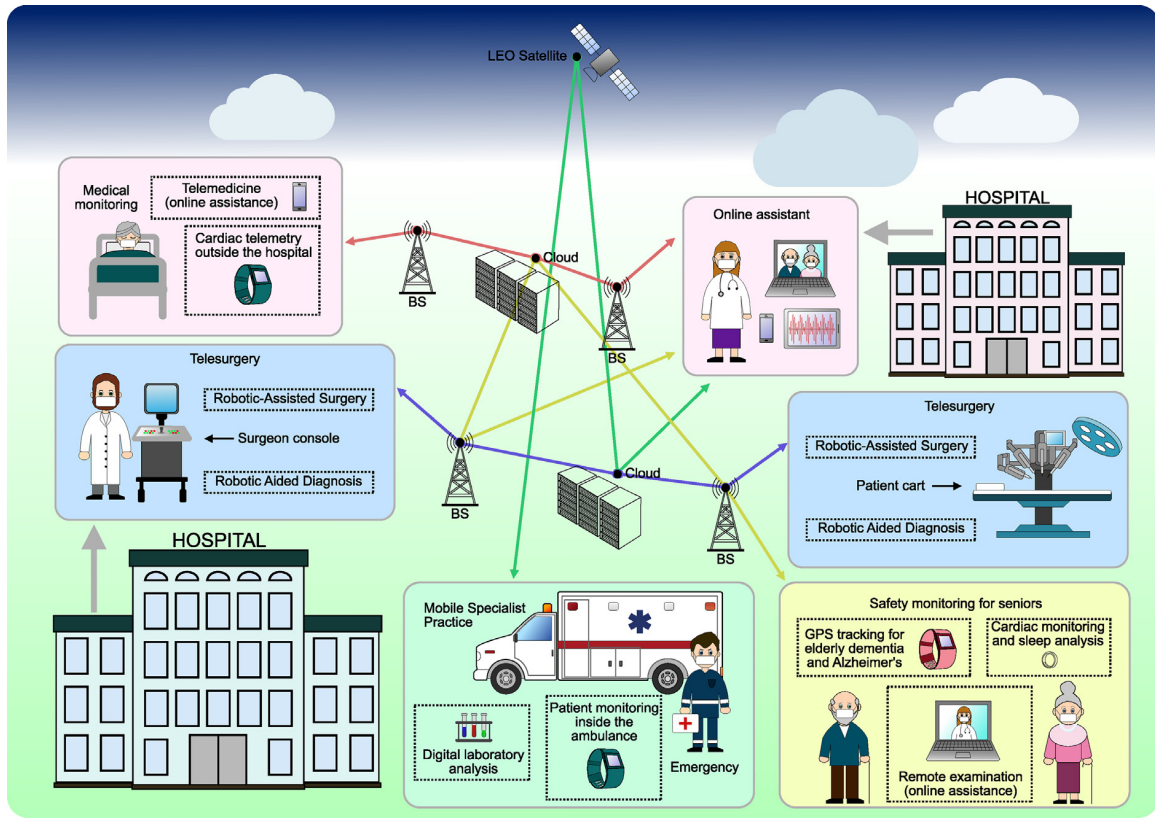 LEO Satellite
Medical
monitoring
Telemedicine
(online assistance)
Cardiac telemetry
outside the hospital
BS
Cloud
BS
Online assistant
HOSPITAL
Telesurgery
Robotic-Assisted Surgery
Surgeon console
Robotic Aided Diagnosis
BS
Cloud
BS
Telesurgery
Robotic-Assisted Surgery
Patient cart
Robotic Aided Diagnosis
HOSPITAL
Mobile Specialist
Practice
Digital laboratory
analysis
Patient monitoring
inside the
ambulance
Emergency
Safety monitoring for seniors
GPS tracking for
elderly dementia
and Alzheimer's
Cardiac monitoring
and sleep analysis
Remote examination
(online assistance)